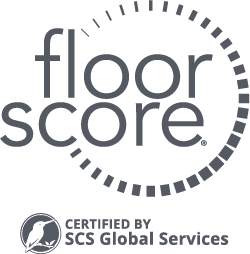 floor
score®
CERTIFIED BY
SCS Global Services